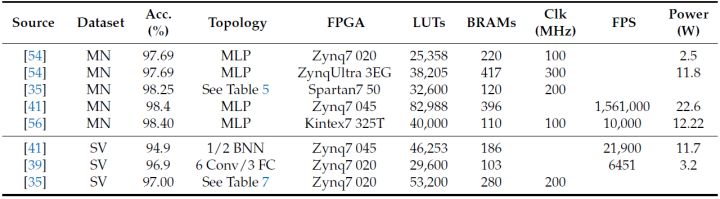 Source Dataset Acc. (%) Topology FPGA LUTs BRAMs Clk (MHz) FPS Power (W)
[54] MN 97.69 MLP Zynq7 020 25,358 220 100 2.5
[54] MN 97.69 MLP ZynqUltra 3EG 38,205 417 300 11.8
[35] MN 98.25 See Table 5 Spartan7 50 32,600 120 200
[41] MN 98.4 MLP Zynq7 045 82,988 396 1,561,000 22.6
[56] MN 98.40 MLP Kintex7 325T 40,000 110 100 10,000 12.22
[41] SV 94.9 1/2 BNN Zynq7 045 46,253 186 21,900 11.7
[39] SV 96.9 6 Conv/3 FC Zynq7 020 29,600 103 6451 3.2
[35] SV 97.00 See Table 7 Zynq7 020 53,200 280 200